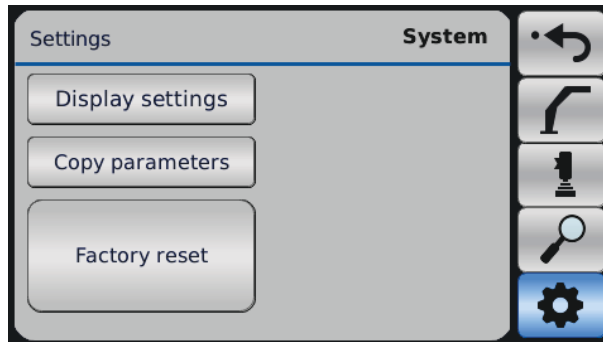 Settings
System
Display settings
Copy parameters
Factory reset